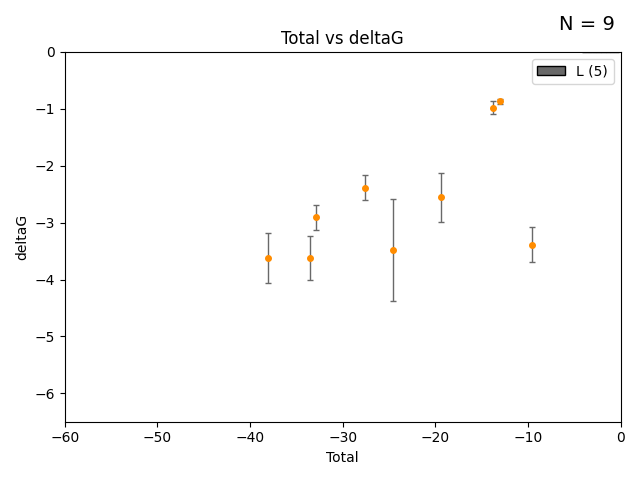 N = 9
Total vs deltaG
L (5)
deltaG
0
−1
−2
−3
−4
−5
−6
−60 −50 −40 −30 −20 −10 0
Total